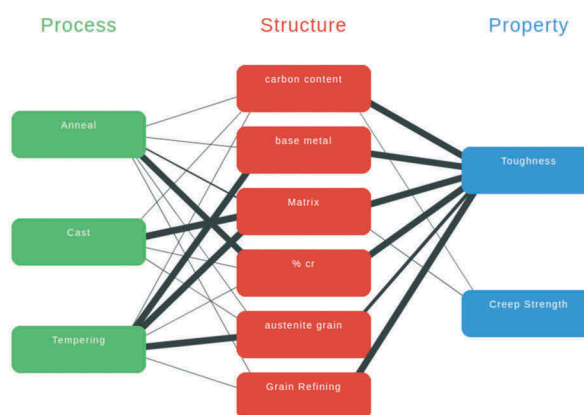 Process
Structure
Property
carbon content
Anneal
base metal
Toughness
Matrix
Cast
% cr
Creep Strength
austenite grain
Tempering
Grain Refining